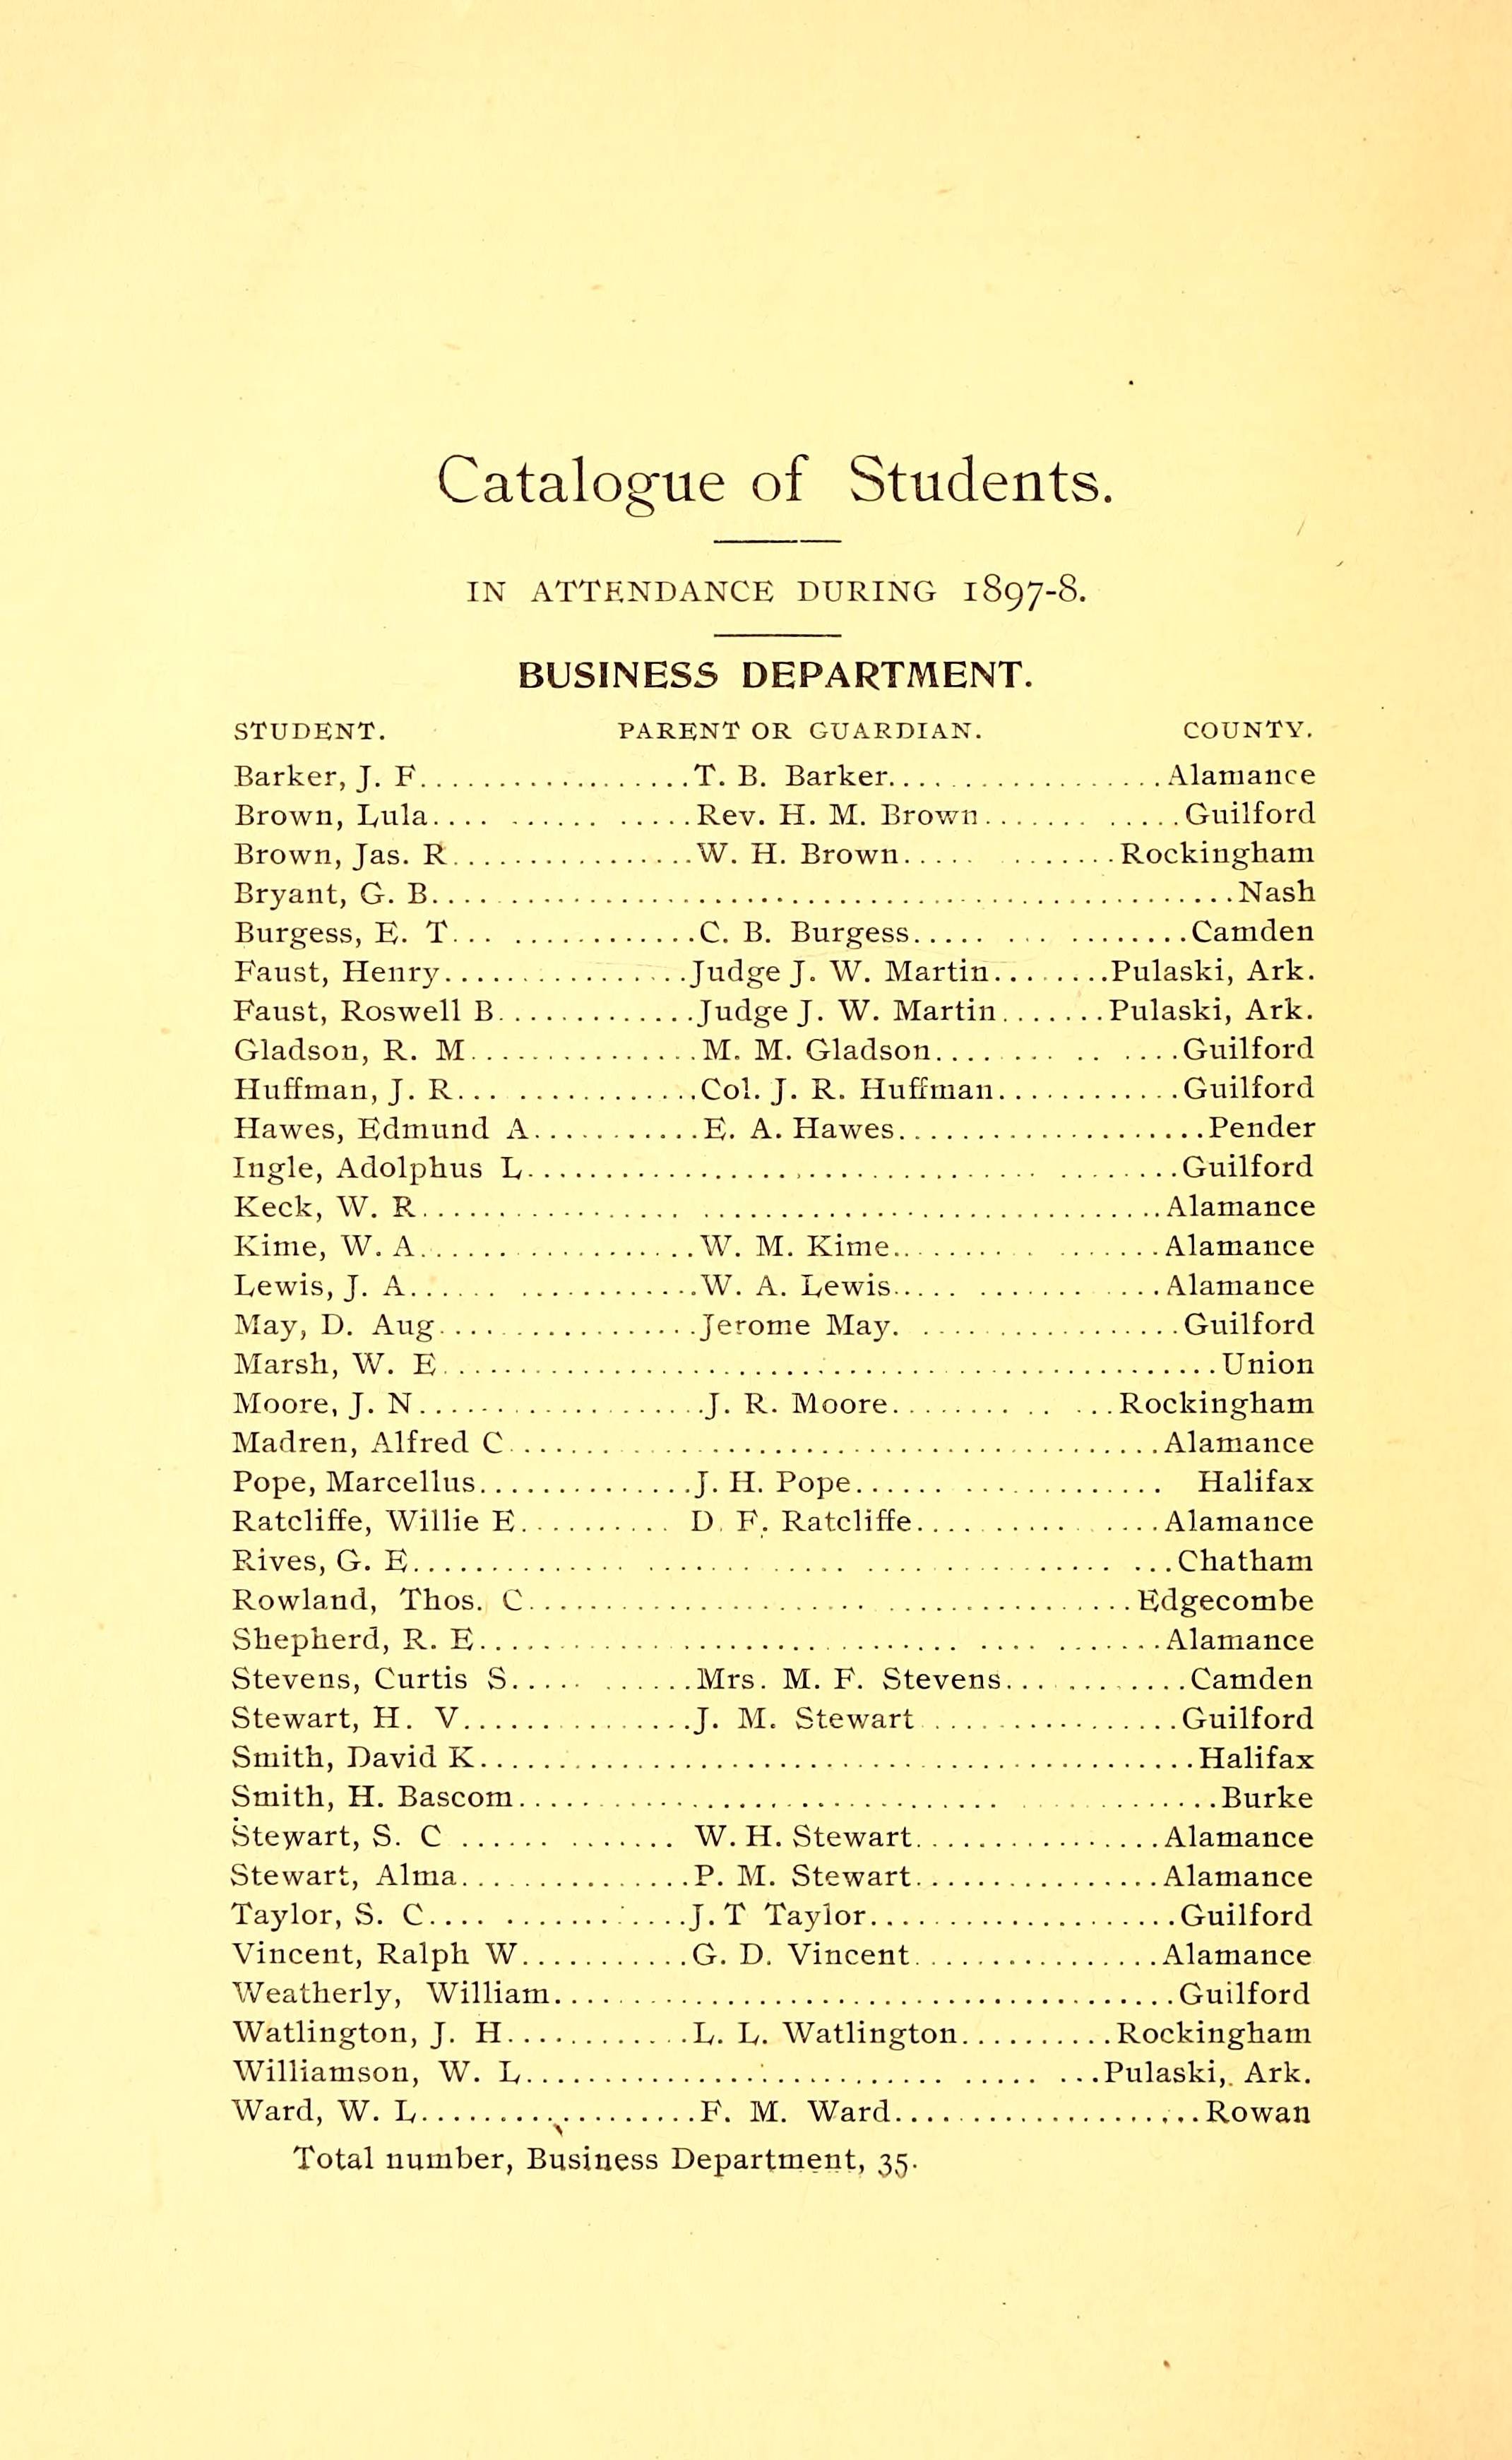 Catalogue of Students.
IN ATTENDANCE DURING 1897-8.
BUSINESS DEPARTMENT.
STUDENT. PARENT OR GUARDIAN. COUNTY.
Barker, J. F. T. B. Barker Alamance
Brown, Lula Rev. H. M. Brown Guilford
Brown, Jas. R W. H. Brown Rockingham
Bryant, G. B. Nash
Burgess, E. T C. B. Burgess Camden
Faust, Henry Judge J. W. Martin Pulaski, Ark.
Faust, Roswell B Judge J. W. Martin Pulaski, Ark.
Gladson, R. M M. M. Gladson Guilford
Huffman, J. R Col. J. R. Huffman Guilford
Hawes, Edmund A E. A. Hawes Pender
Ingle, Adolphus L Guilford
Keck, W. R Alamance
Kime, W. A W. M. Kime Alamance
Lewis, J. A W. A. Lewis Alamance
May, D. Aug Jerome May Guilford
Marsh, W. E Union
Moore, J. N J. R. Moore Rockingham
Madren, Alfred C Alamance
Pope, Marcellus J. H. Pope Halifax
Ratcliffe, Willie E D. F. Ratcliffe Alamance
Rives, G. E Chatham
Rowland, Thos. C Edgecombe
Shepherd, R. E Alamance
Stevens, Curtis S Mrs. M. F. Stevens Camden
Stewart, H. V J. M. Stewart Guilford
Smith, David K Halifax
Smith, H. Bascom Burke
Stewart, S. C W. H. Stewart Alamance
Stewart, Alma P. M. Stewart Alamance
Taylor, S. C J. T Taylor Guilford
Vincent, Ralph W G. D. Vincent Alamance
Weatherly, William Guilford
Watlington, J. H L. L. Watlington Rockingham
Williamson, W. L Pulaski, Ark.
Ward, W. L F. M. Ward Rowan
Total number, Business Department, 35.